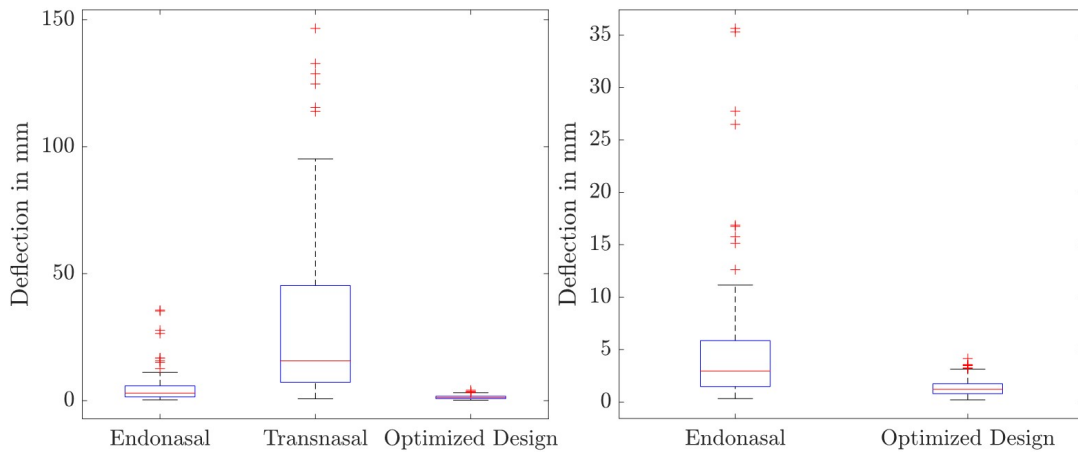 Deflection in mm
150
100
50
0
Endonasal
Transnasal
Optimized Design
Deflection in mm
35
30
25
20
15
10
5
0
Endonasal
Optimized Design